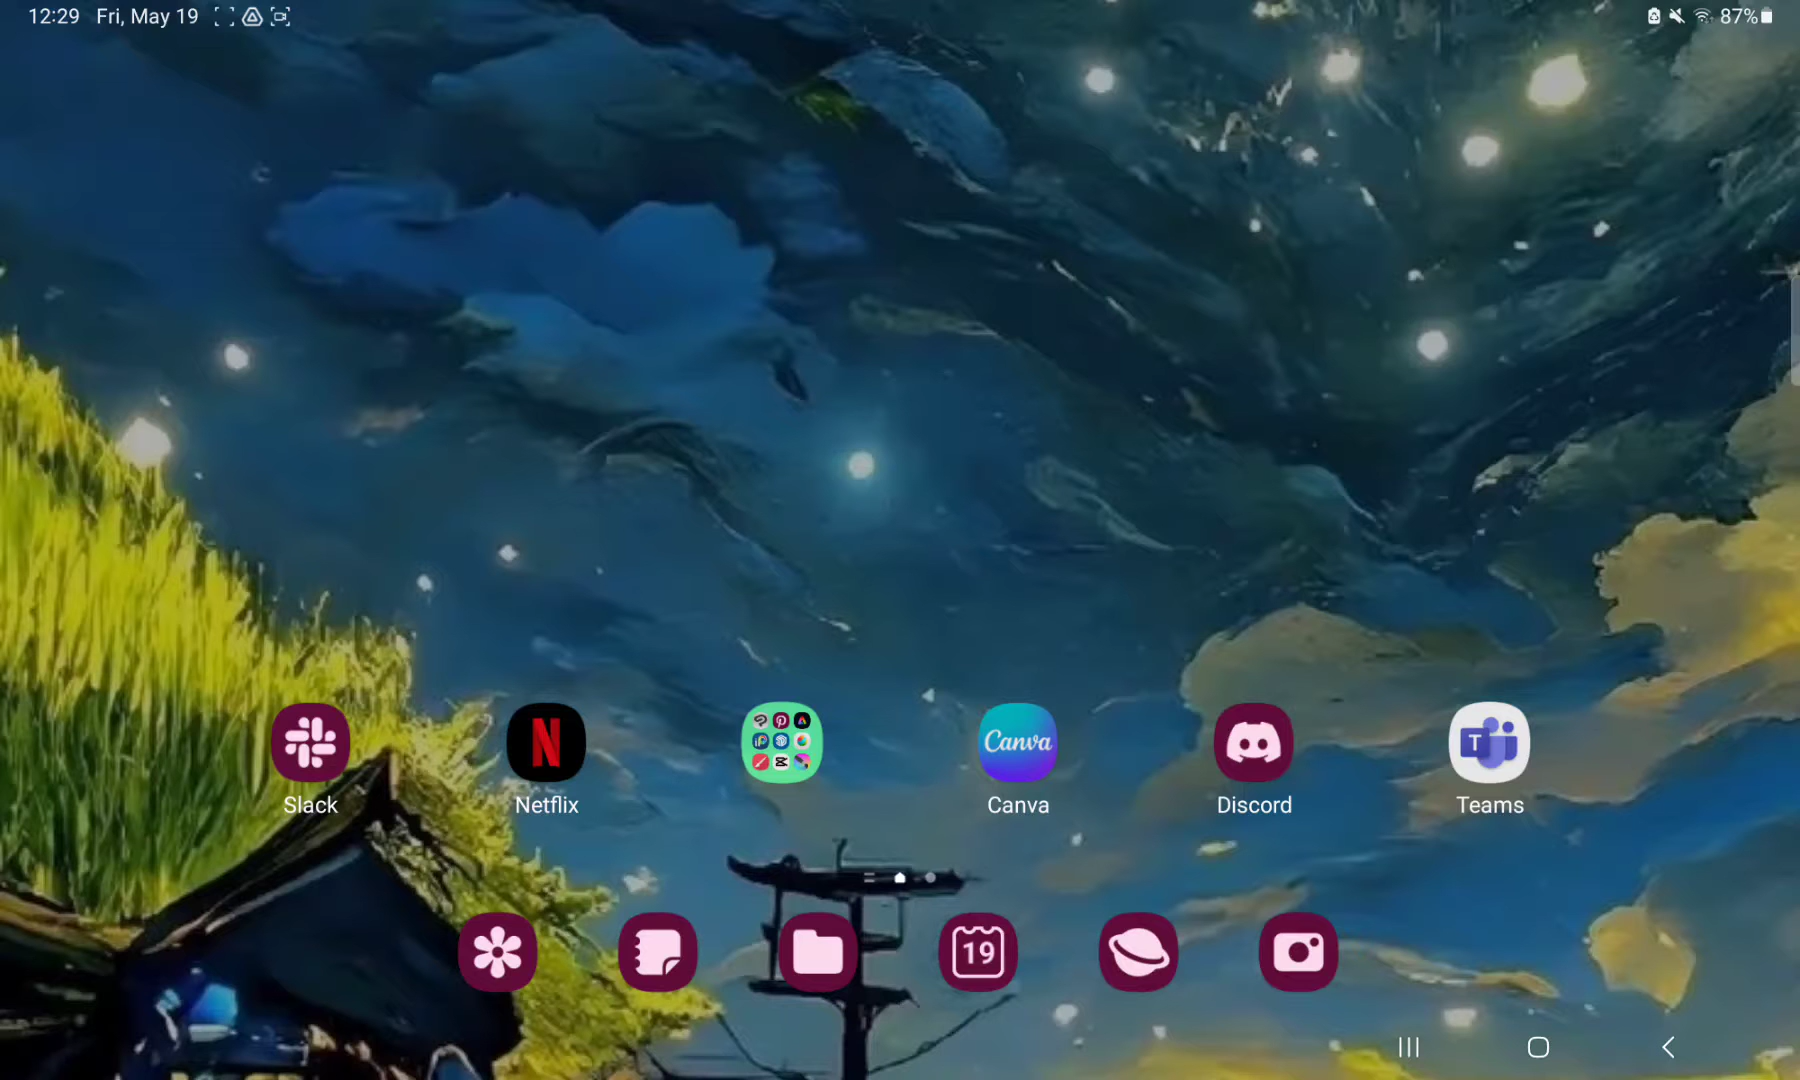 12:29 Fri, May 19
87%
Canva
T
Slack
Netflix
Canva
Discord
Teams
19